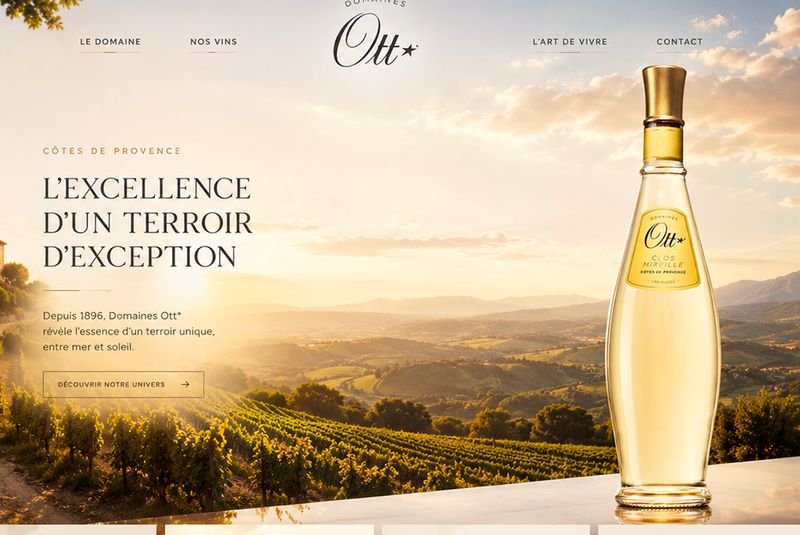 DOMAINES
Ott*
LE DOMAINE
NOS VINS
L'ART DE VIVRE
CONTACT
CÔTES DE PROVENCE
L'EXCELLENCE
D'UN TERROIR
D'EXCEPTION
Depuis 1896, Domaines Ott*
révèle l'essence d'un terroir unique,
entre mer et soleil.
DÉCOUVRIR NOTRE UNIVERS →
DOMAINES
Ott*
CLOS
MIREILLE
CÔTES DE PROVENCE